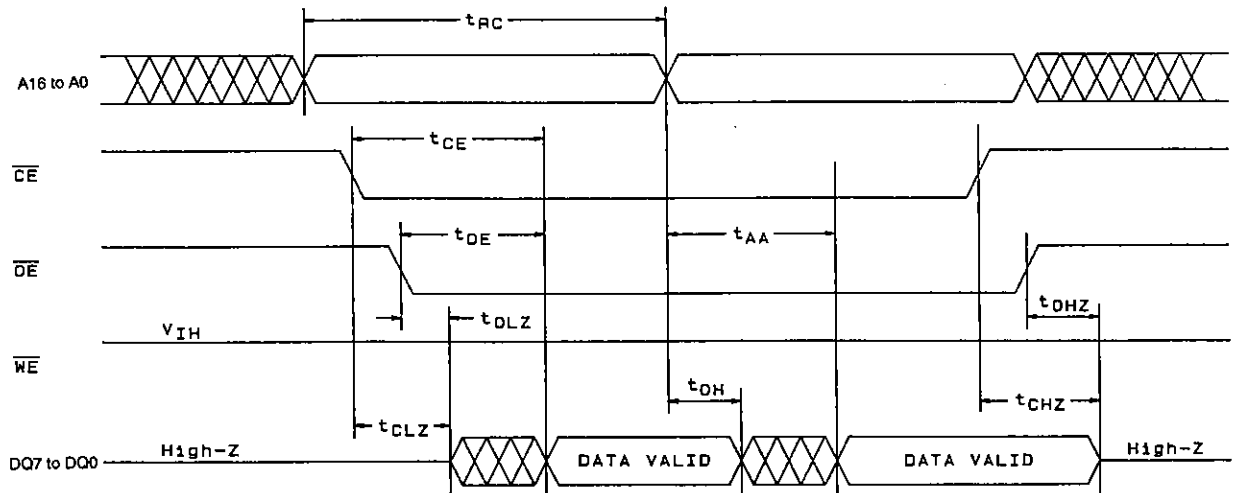 tRC
A16 to A0
tCE
CE
tOE
tAA
OE
tOHZ
VIH
tOLZ
WE
tOH
tCHZ
tCLZ
High-Z
DATA VALID
DATA VALID
High-Z
DQ7 to DQ0